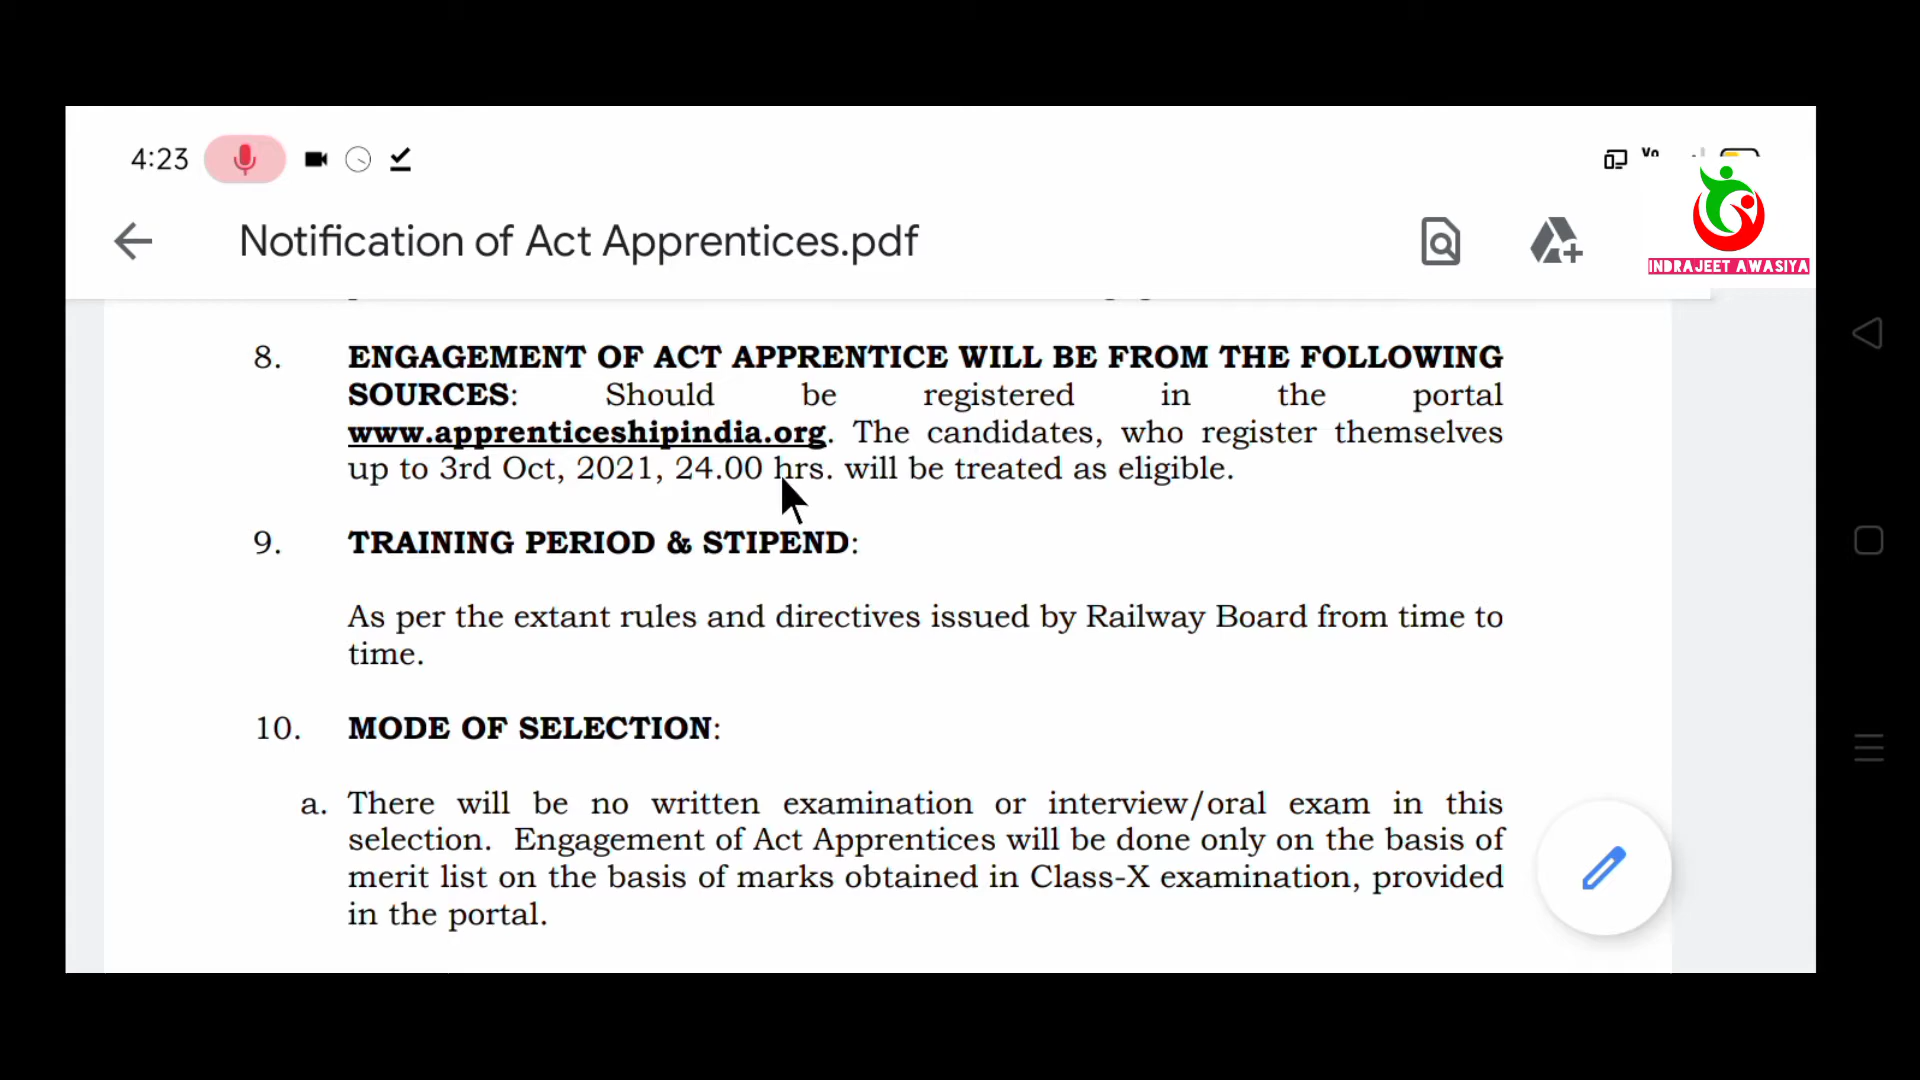 4:23
Notification of Act Apprentices.pdf
INDRAJEET AWASIYA
8. ENGAGEMENT OF ACT APPRENTICE WILL BE FROM THE FOLLOWING
SOURCES: Should be registered in the portal
www.apprenticeshipindia.org. The candidates, who register themselves
up to 3rd Oct, 2021, 24.00 hrs. will be treated as eligible.
9. TRAINING PERIOD & STIPEND:
As per the extant rules and directives issued by Railway Board from time to
time.
10. MODE OF SELECTION:
a. There will be no written examination or interview/oral exam in this
selection. Engagement of Act Apprentices will be done only on the basis of
merit list on the basis of marks obtained in Class-X examination, provided
in the portal.